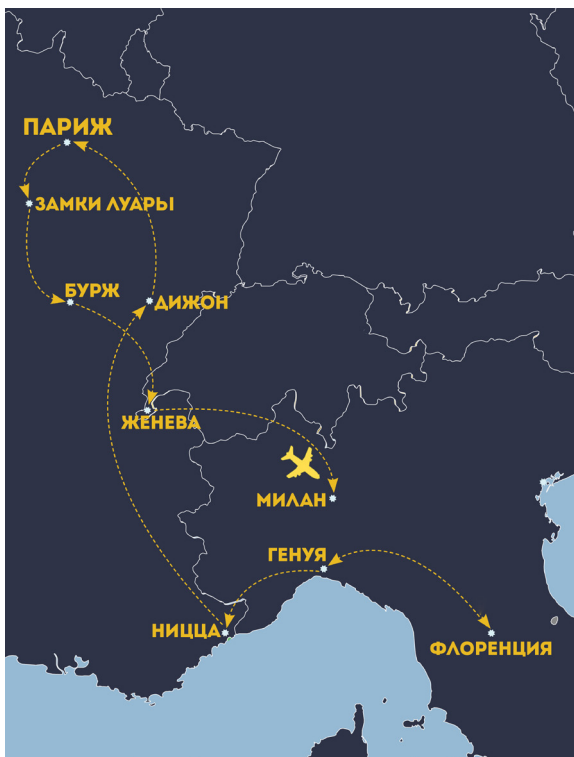 ПАРИЖ
ЗАМКИ ЛУАРЫ
БУРЖ
ДИЖОН
ЖЕНЕВА
МИЛАН
ГЕНУЯ
НИЦЦА
ФЛОРЕНЦИЯ